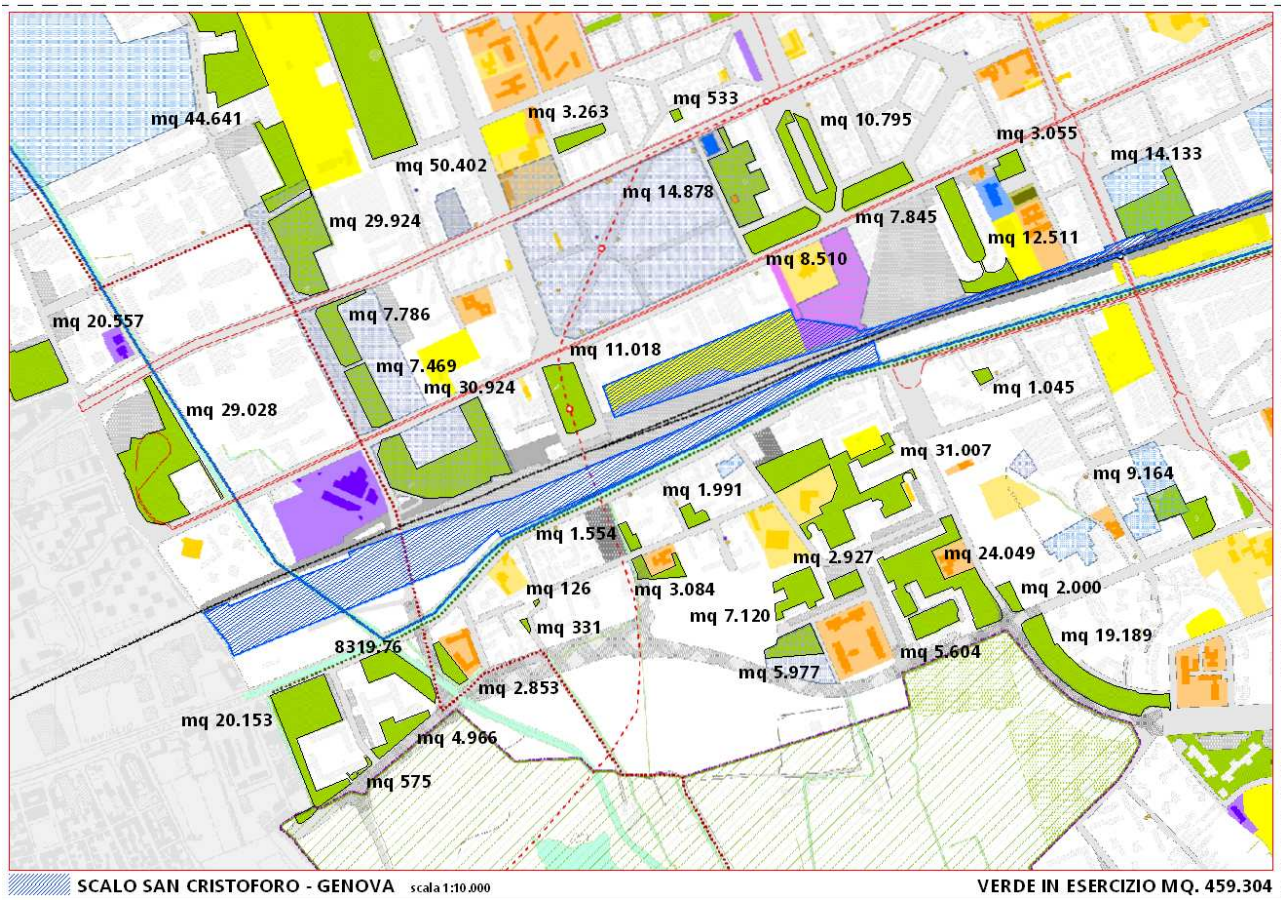 mq 533
mq 3.263
mq 44.641
mq 10.795
mq 3.055
mq 50.402
mq 14.133
mq 14.878
mq 29.924
mq 7.845
mq 12.511
mq 8.510
mq 7.786
mq 20.557
mq 11.018
mq 7.469
mq 30.924
mq 1.045
mq 29.028
mq 31.007
mq 9.164
mq 1.991
mq 1.554
mq 2.927
mq 24.049
mq 126
mq 3.084
mq 2.000
mq 7.120
mq 331
mq 19.189
8319.76
mq 5.604
mq 5.977
mq 2.853
mq 20.153
mq 4.966
mq 575
SCALO SAN CRISTOFORO - GENOVA scala 1:10.000
VERDE IN ESERCIZIO MQ. 459.304